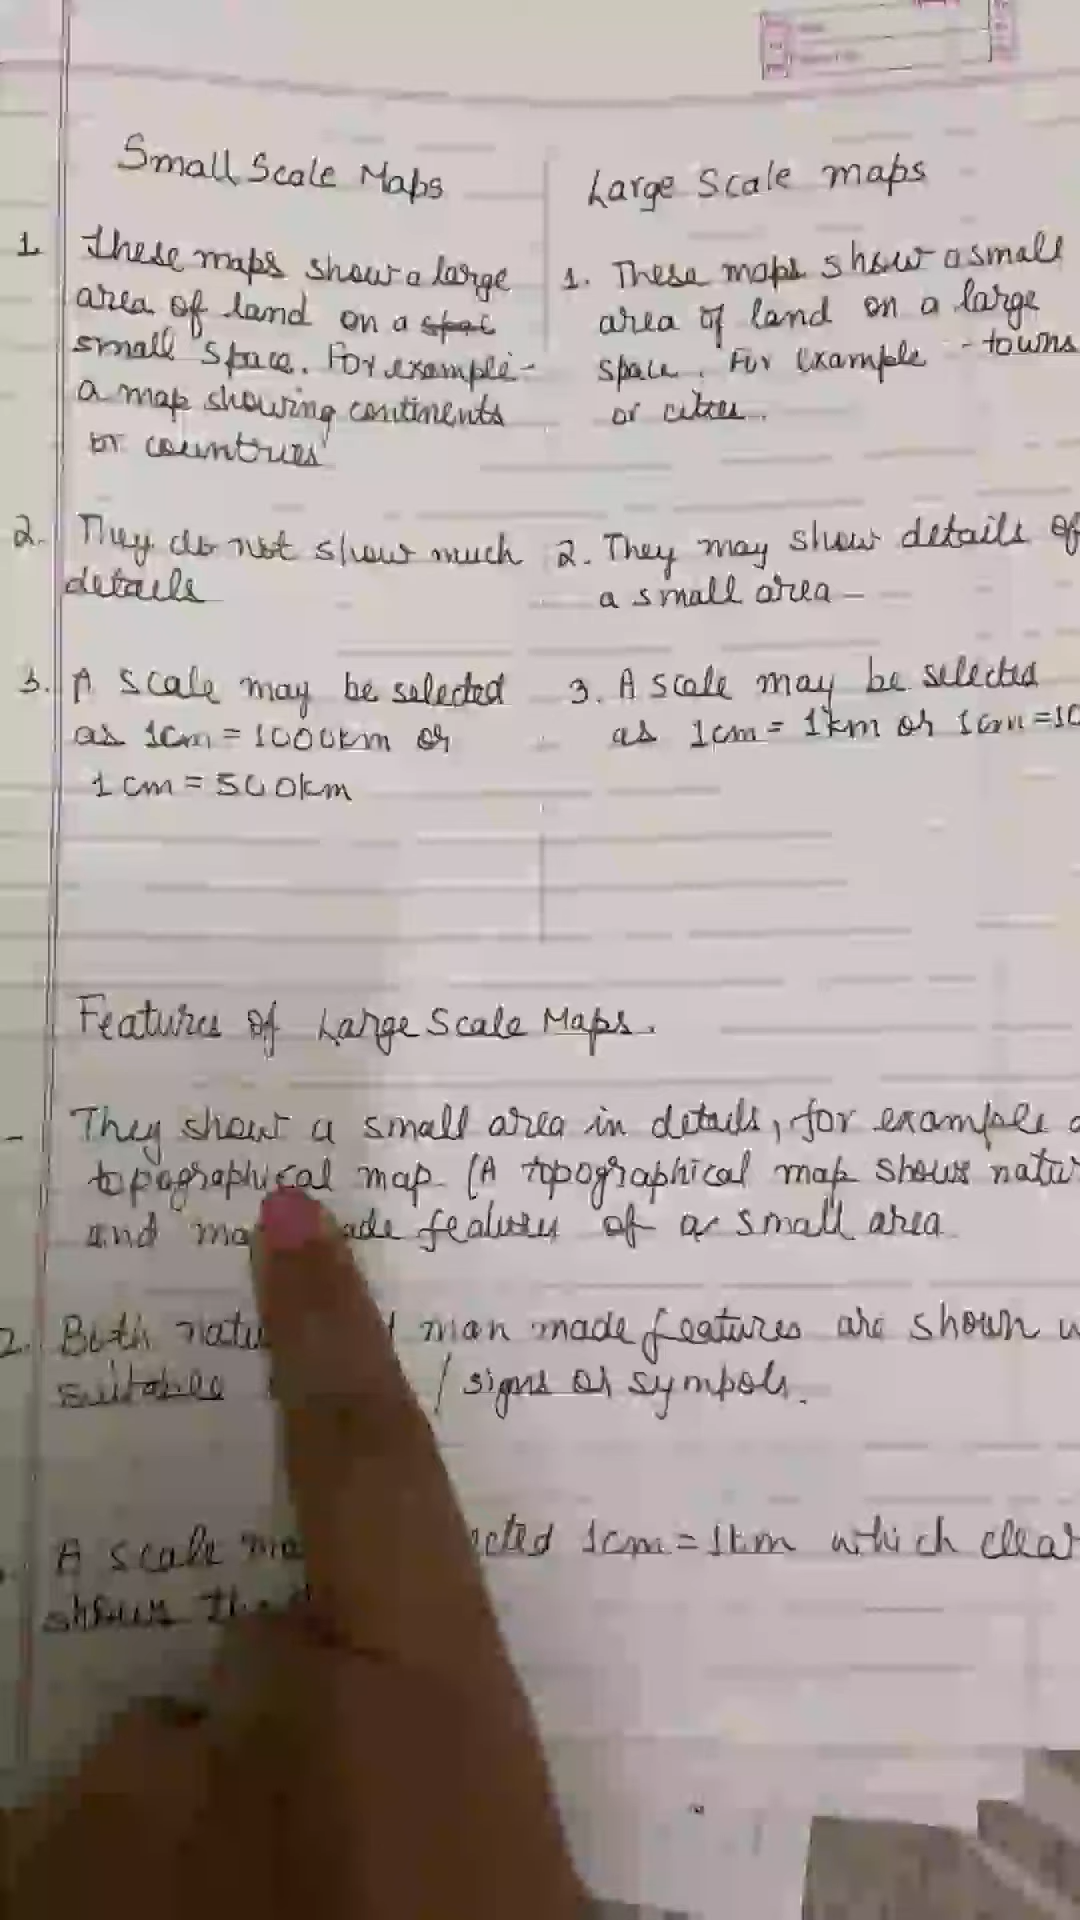 Small Scale Maps
1. these maps show a large
area of land on a
small space. For example -
a map showing continents
or countries
2. They do not show much
details
3. A scale may be selected
as 1cm = 1000km or
1 cm = 500km
Large Scale maps
1. These maps show a small
area of land on a large
space. For example - towns
or cities.
2. They may show details of
a small area
3. A scale may be selected
as 1cm = 1km or 1cm =10
Features of Large Scale Maps.
They show a small area in details, for example
topographical map. (A topographical map shows
and features of a small area
2. Both man made features are shown
suitable / signs or symbols.
A scale 1cm = 1km which
shows